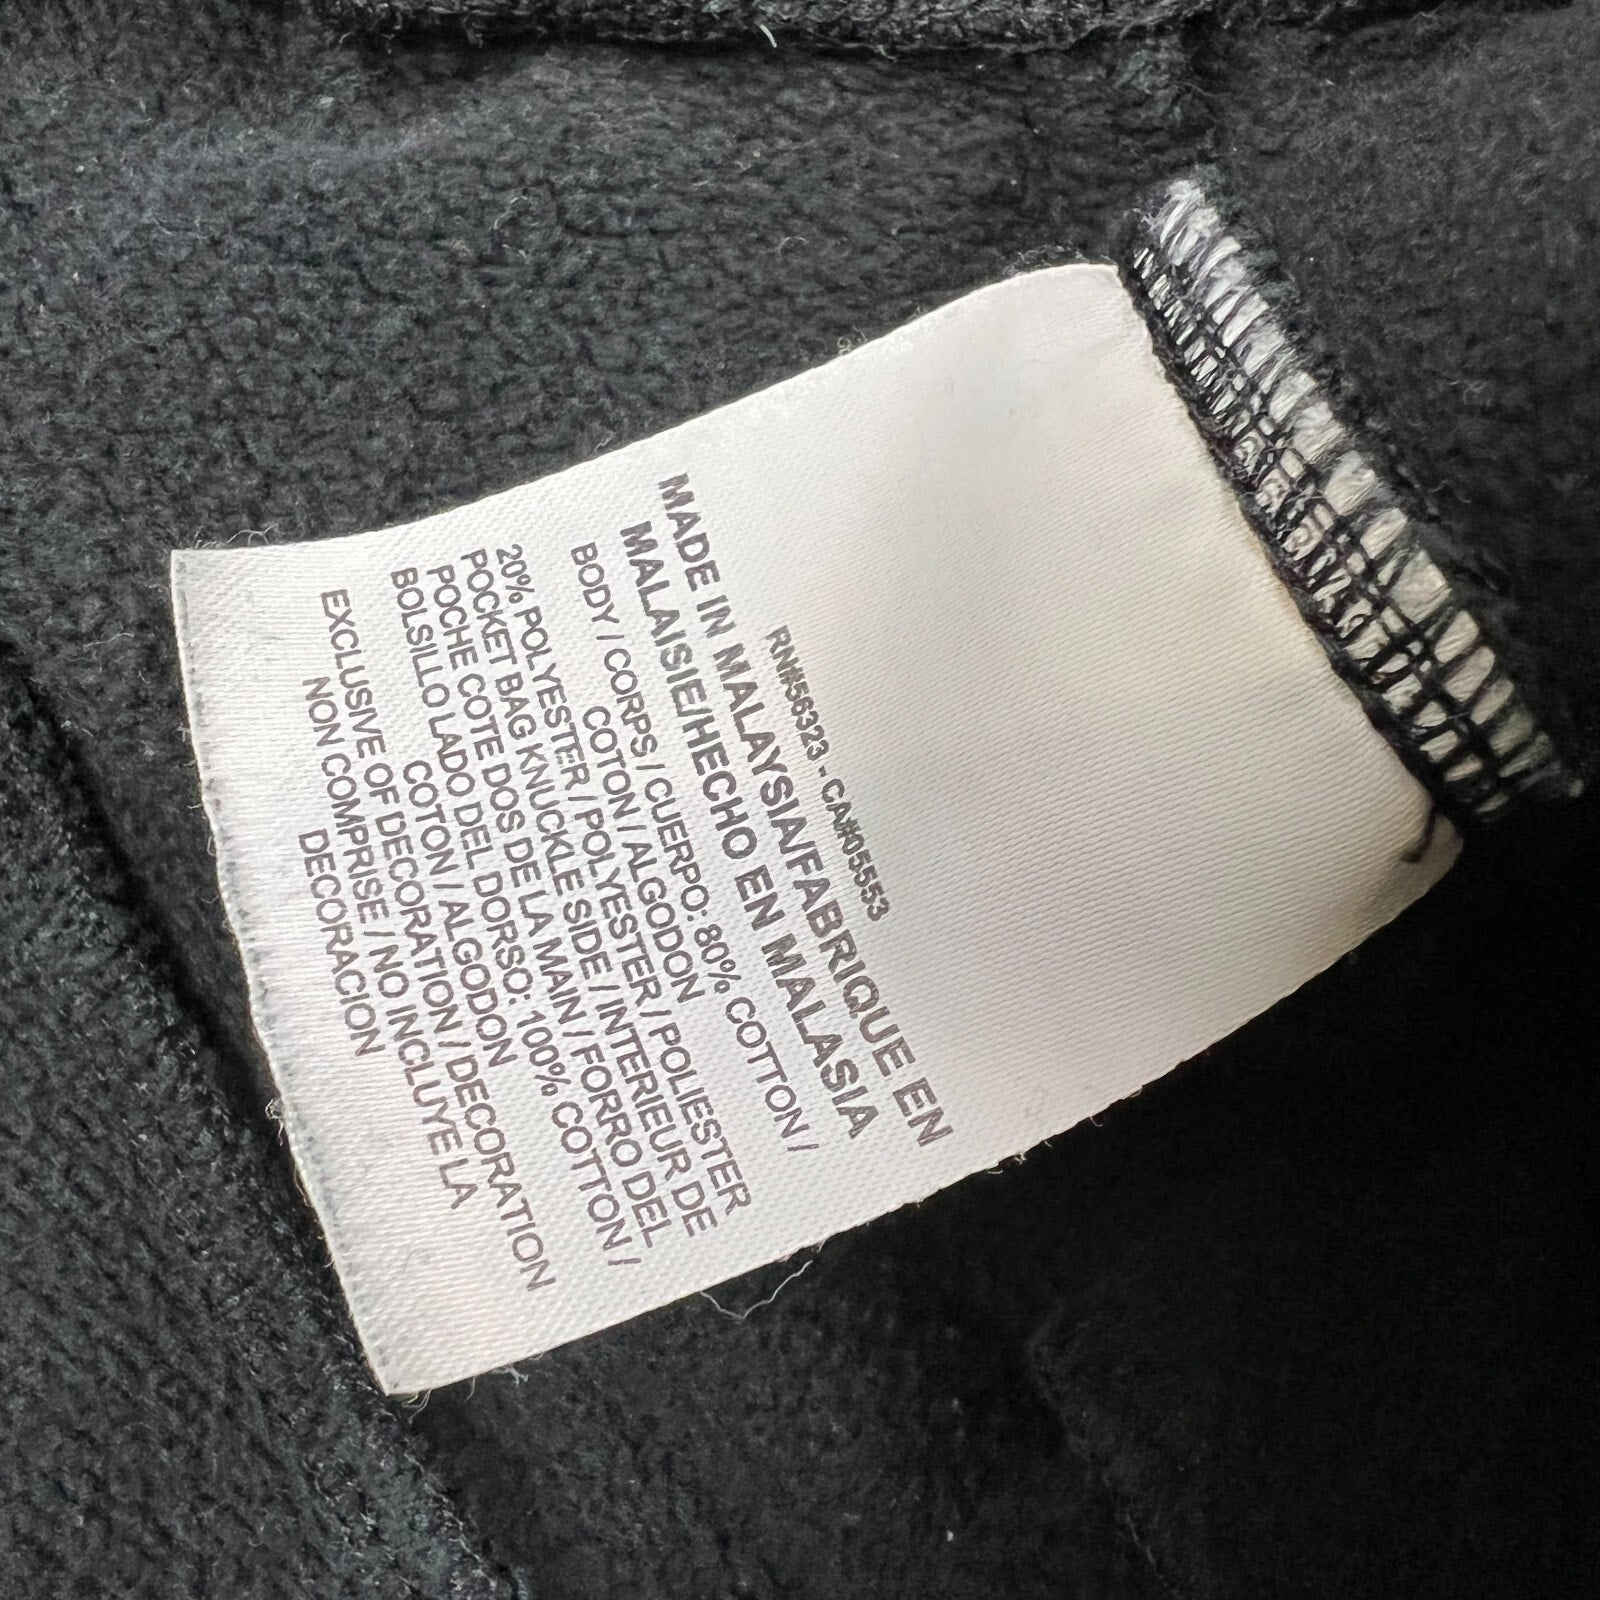 RN#56323 - CA#05553
MADE IN MALAYSIA/FABRIQUE EN
MALAISIE/HECHO EN MALASIA
BODY / CORPS / CUERPO: 80% COTTON /
COTON / ALGODON
20% POLYESTER / POLYESTER / POLIESTER
POCKET BAG KNUCKLE SIDE / INTERIEUR DE
POCHE COTE DOS DE LA MAIN / FORRO DEL
BOLSILLO LADO DEL DORSO: 100% COTTON /
COTON / ALGODON
EXCLUSIVE OF DECORATION / DECORATION
NON COMPRISE / NO INCLUYE LA
DECORACION